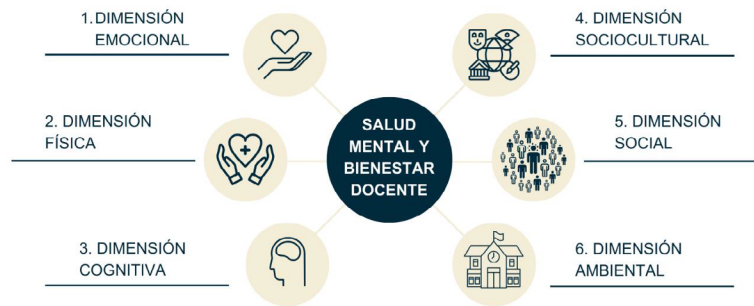 1. DIMENSIÓN
EMOCIONAL
2. DIMENSIÓN
FÍSICA
3. DIMENSIÓN
COGNITIVA
SALUD
MENTAL Y
BIENESTAR
DOCENTE
4. DIMENSIÓN
SOCIOCULTURAL
5. DIMENSIÓN
SOCIAL
6. DIMENSIÓN
AMBIENTAL